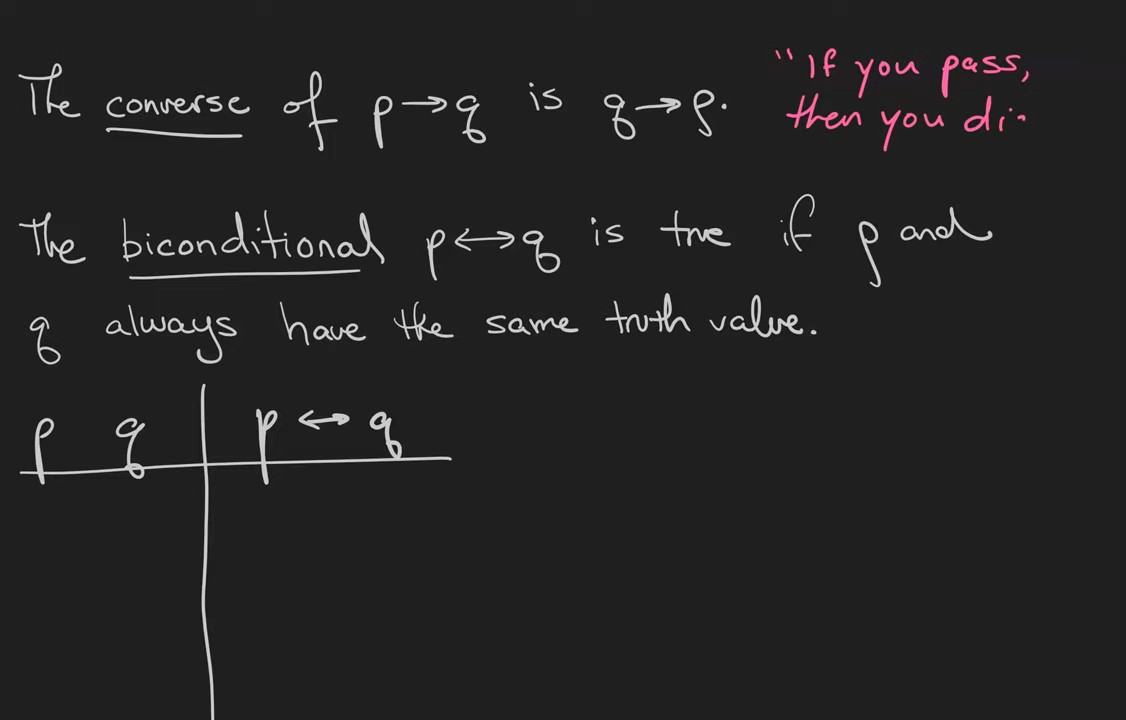 The converse of p→q is q→p.
"If you pass,
then you di
The biconditional p↔q is true if p and
q always have the same truth value.
p q p ↔ q